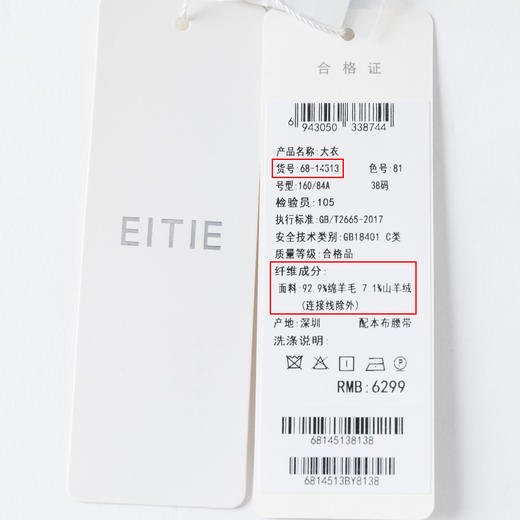 EITIE
合格证
6 943050 338744
产品名称:大衣
货号:68-14513 色号:81
号型:160/84A 38码
检验员:105
执行标准:GB/T2665-2017
安全技术类别:GB18401 C类
质量等级:合格品
纤维成分:
面料:92.9%绵羊毛 7 1%山羊绒
(连接线除外)
产地:深圳 配本布腰带
洗涤说明:
RMB:6299
68145138138
6814513BY8138